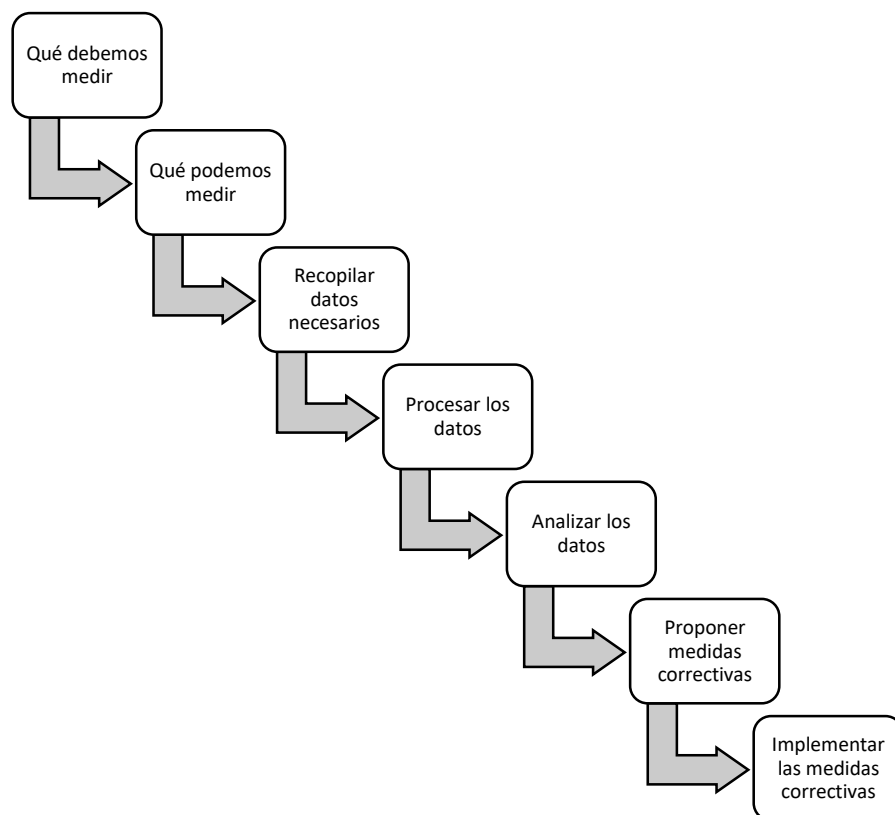 Qué debemos
medir
Qué podemos
medir
Recopilar
datos
necesarios
Procesar los
datos
Analizar los
datos
Proponer
medidas
correctivas
Implementar
las medidas
correctivas